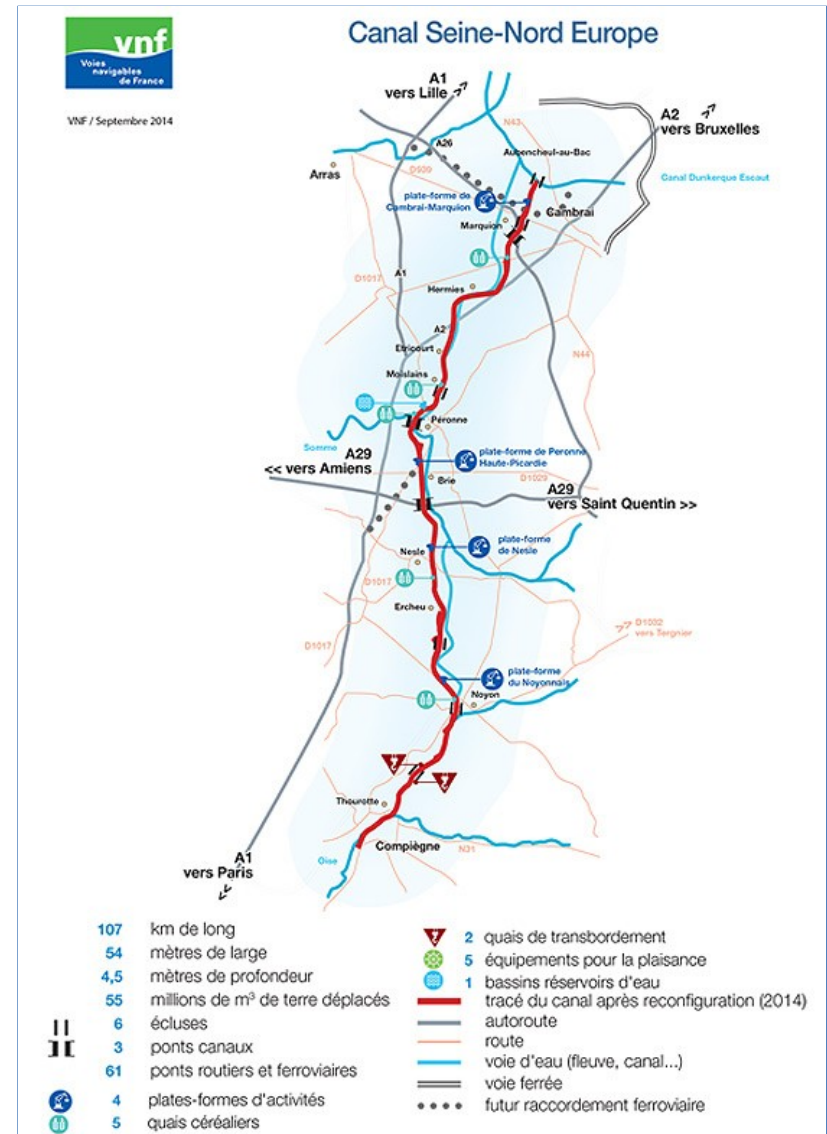 vnf
Voies
navigables
de France
VNF / Septembre 2014
Canal Seine-Nord Europe
A1
vers Lille >>
A2 >>
vers Bruxelles
N43
A26
Aubencheul-au-Bac
Arras
D939
Canal Dunkerque Escaut
plate-forme de
Cambrai-Marquion
Cambrai
Marquion
D1017
A1
Hermies
A2
Etricourt
N44
Moislains
Péronne
Somme
A29
<< vers Amiens
plate-forme de Peronne
Haute-Picardie
D1029
Brie
A29
vers Saint Quentin >>
plate-forme
de Nesle
Nesle
D1017
Ercheu
>> D1032
vers Tergnier
D1017
plate-forme
du Noyonnais
Noyon
Thourotte
Compiègne
N31
Oise
A1
vers Paris
>>
107 km de long
54 mètres de large
4,5 mètres de profondeur
55 millions de m³ de terre déplacés
6 écluses
3 ponts canaux
61 ponts routiers et ferroviaires
4 plates-formes d'activités
5 quais céréaliers
2 quais de transbordement
5 équipements pour la plaisance
1 bassins réservoirs d'eau
tracé du canal après reconfiguration (2014)
autoroute
route
voie d'eau (fleuve, canal...)
voie ferrée
futur raccordement ferroviaire